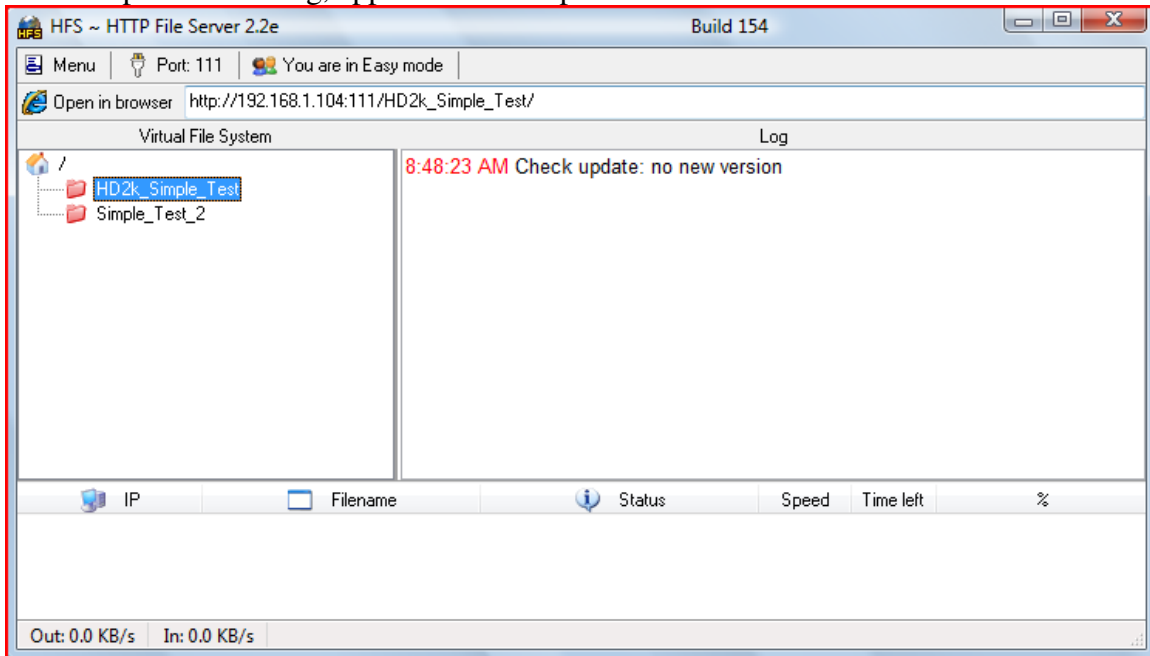 HFS ~ HTTP File Server 2.2e Build 154
Menu Port: 111 You are in Easy mode
Open in browser http://192.168.1.104:111/HD2k_Simple_Test/
Virtual File System Log
/ 8:48:23 AM Check update: no new version
HD2k_Simple_Test
Simple_Test_2
IP Filename Status Speed Time left %
Out: 0.0 KB/s In: 0.0 KB/s